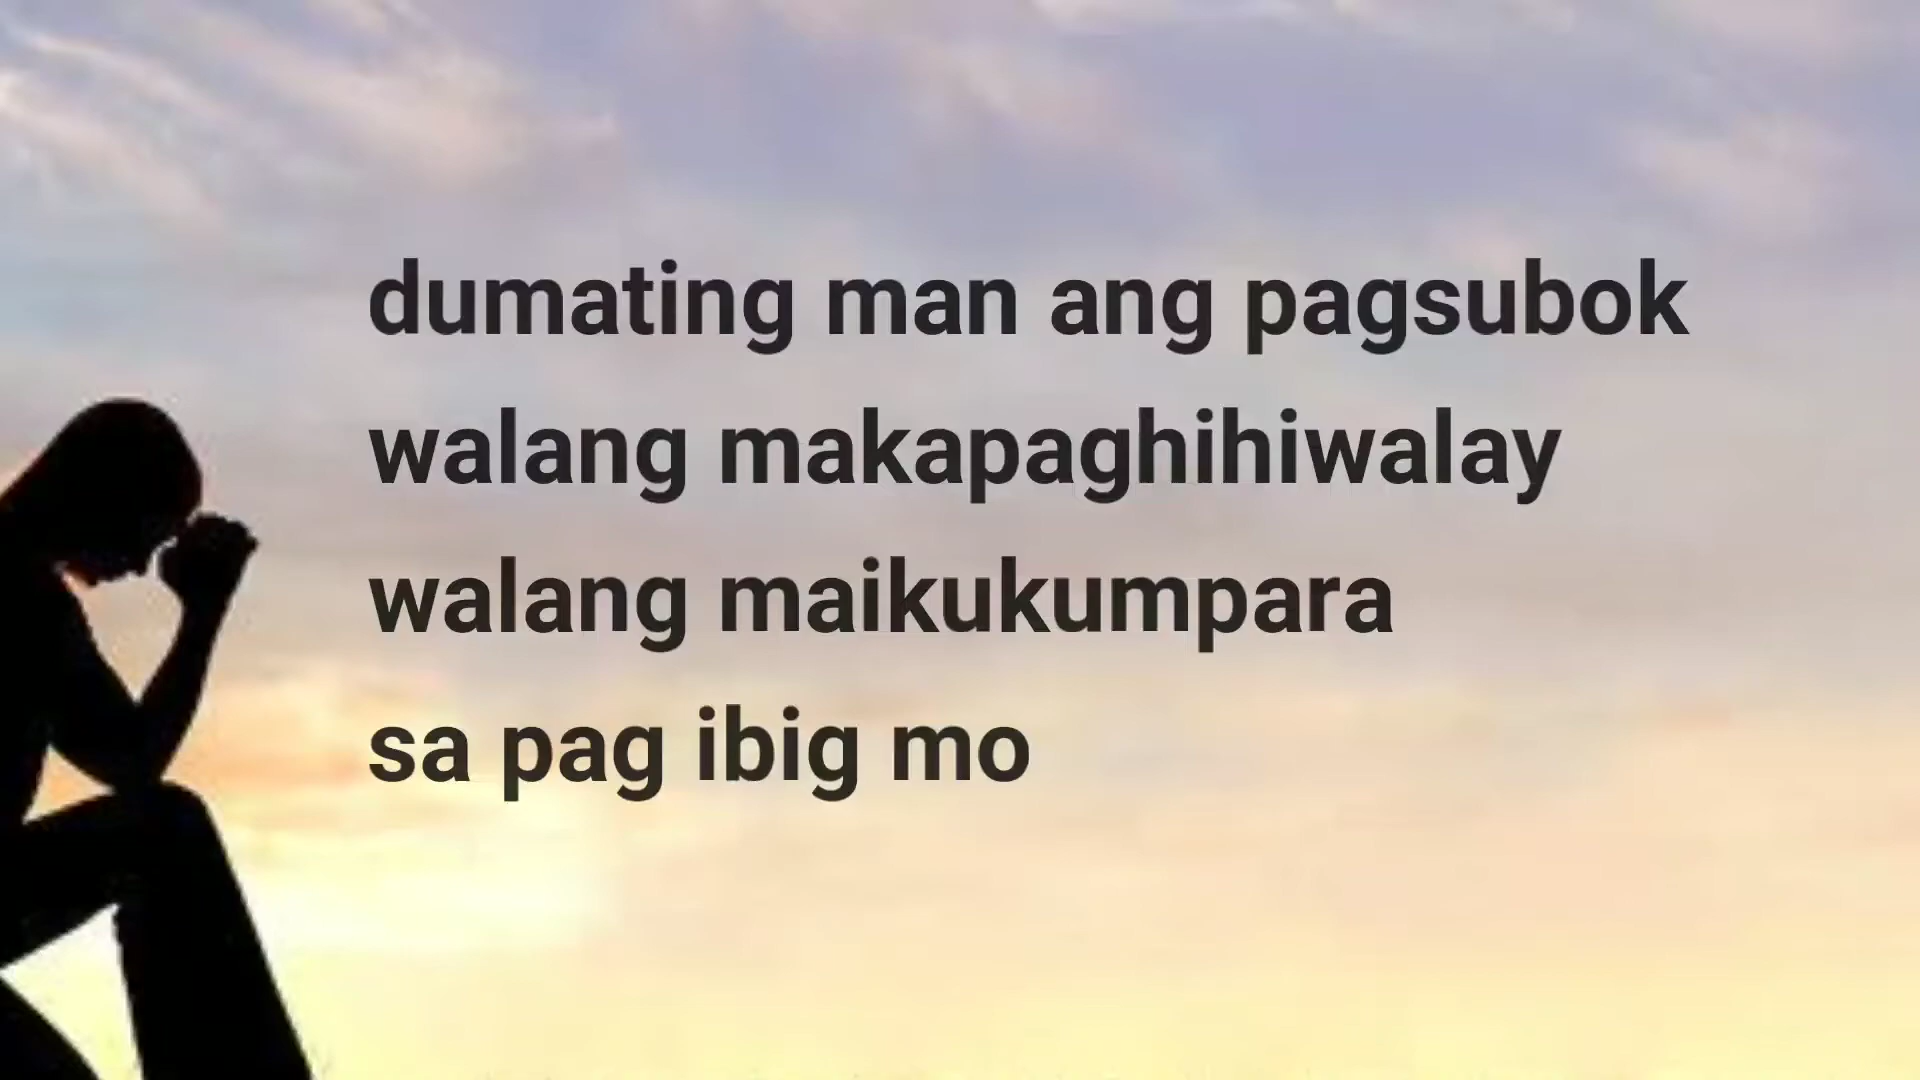 dumating man ang pagsubok
walang makapaghihiwalay
walang maikukumpara
sa pag ibig mo